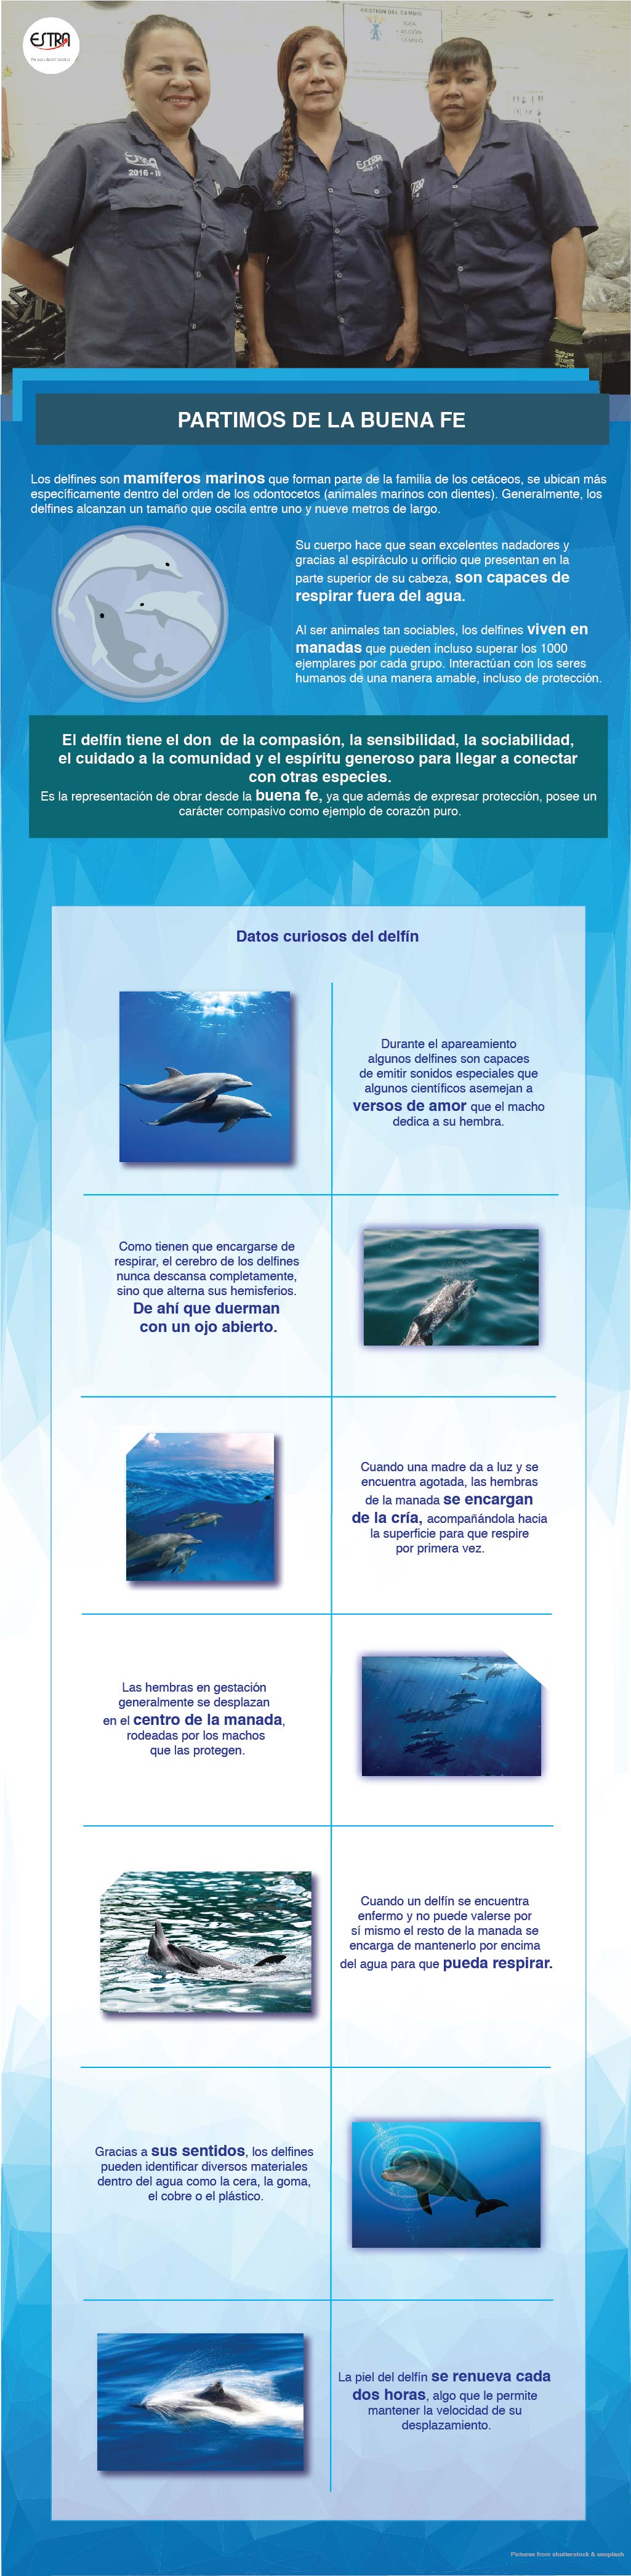 ESTRA
GESTIÓN DEL CAMBIO
2016 - II
ESTRA
PARTIMOS DE LA BUENA FE
Los delfines son mamíferos marinos que forman parte de la familia de los cetáceos, se ubican más
específicamente dentro del orden de los odontocetos (animales marinos con dientes). Generalmente, los
delfines alcanzan un tamaño que oscila entre uno y nueve metros de largo.
Su cuerpo hace que sean excelentes nadadores y
gracias al espiráculo u orificio que presentan en la
parte superior de su cabeza, son capaces de
respirar fuera del agua.
Al ser animales tan sociables, los delfines viven en
manadas que pueden incluso superar los 1000
ejemplares por cada grupo. Interactúan con los seres
humanos de una manera amable, incluso de protección.
El delfín tiene el don de la compasión, la sensibilidad, la sociabilidad,
el cuidado a la comunidad y el espíritu generoso para llegar a conectar
con otras especies.
Es la representación de obrar desde la buena fe, ya que además de expresar protección, posee un
carácter compasivo como ejemplo de corazón puro.
Datos curiosos del delfín
Durante el apareamiento
algunos delfines son capaces
de emitir sonidos especiales que
algunos científicos asemejan a
versos de amor que el macho
dedica a su hembra.
Como tienen que encargarse de
respirar, el cerebro de los delfines
nunca descansa completamente,
sino que alterna sus hemisferios.
De ahí que duerman
con un ojo abierto.
Cuando una madre da a luz y se
encuentra agotada, las hembras
de la manada se encargan
de la cría, acompañándola hacia
la superficie para que respire
por primera vez.
Las hembras en gestación
generalmente se desplazan
en el centro de la manada,
rodeadas por los machos
que las protegen.
Cuando un delfín se encuentra
enfermo y no puede valerse por
sí mismo el resto de la manada se
encarga de mantenerlo por encima
del agua para que pueda respirar.
Gracias a sus sentidos, los delfines
pueden identificar diversos materiales
dentro del agua como la cera, la goma,
el cobre o el plástico.
La piel del delfín se renueva cada
dos horas, algo que le permite
mantener la velocidad de su
desplazamiento.
Pictures from shutterstock & unsplash